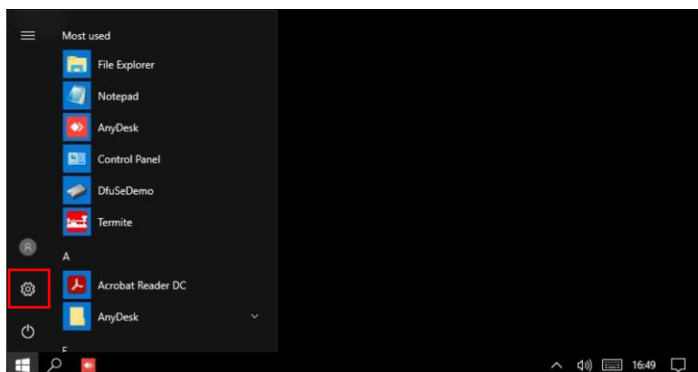 Most used
File Explorer
Notepad
AnyDesk
Control Panel
DfuSeDemo
Termite
A
Acrobat Reader DC
AnyDesk
16:49